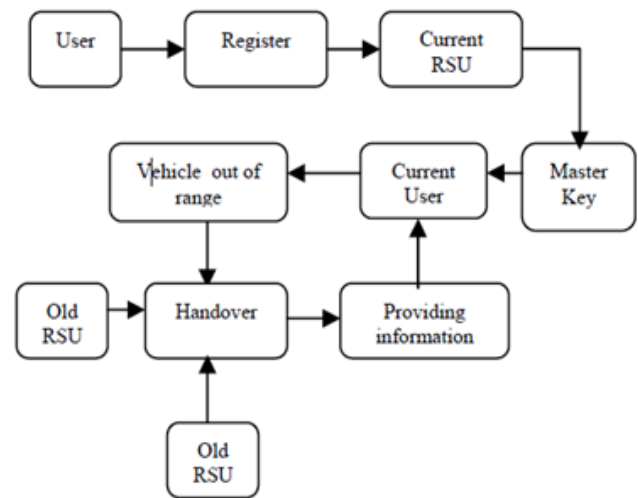 User
Register
Current
RSU
Vehicle out of
range
Current
User
Master
Key
Old
RSU
Handover
Providing
information
Old
RSU